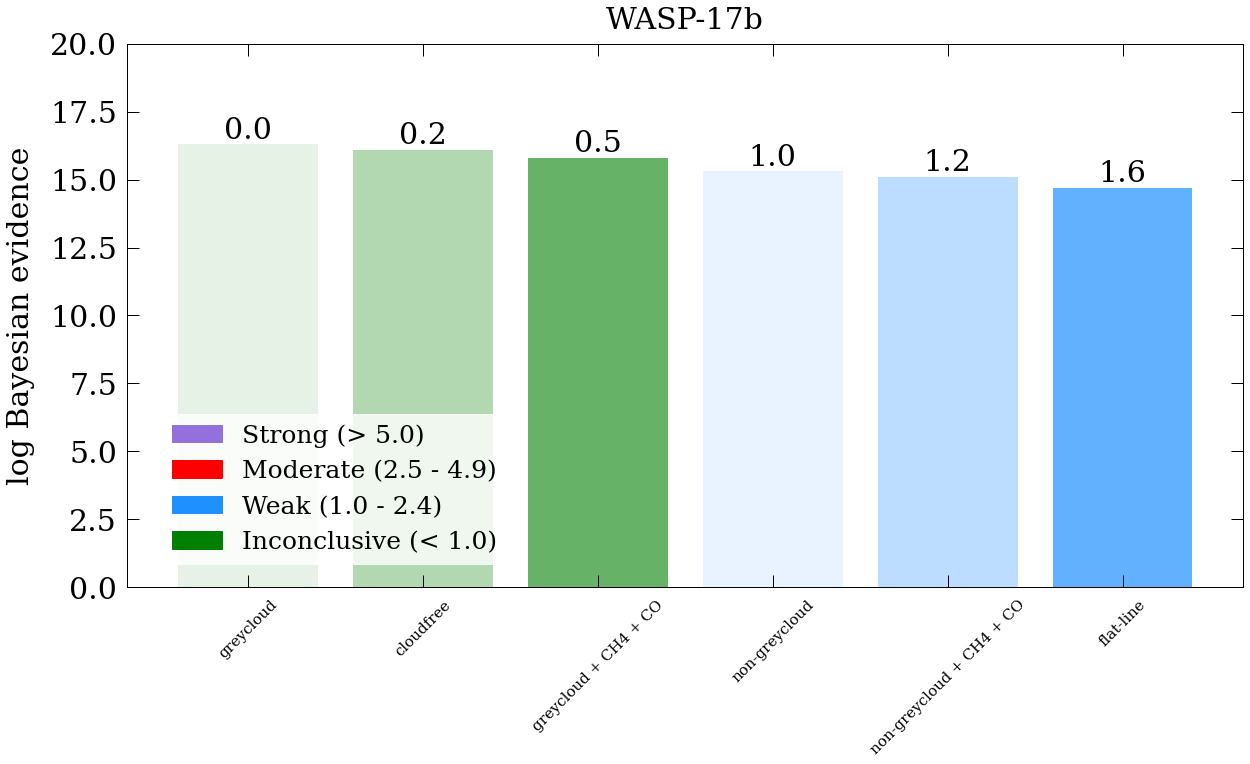 WASP-17b
log Bayesian evidence
20.0
17.5
15.0
12.5
10.0
7.5
5.0
2.5
0.0
0.0
0.2
0.5
1.0
1.2
1.6
Strong (> 5.0)
Moderate (2.5 - 4.9)
Weak (1.0 - 2.4)
Inconclusive (< 1.0)
greycloud
cloudfree
greycloud + CH4 + CO
non-greycloud
non-greycloud + CH4 + CO
flat-line